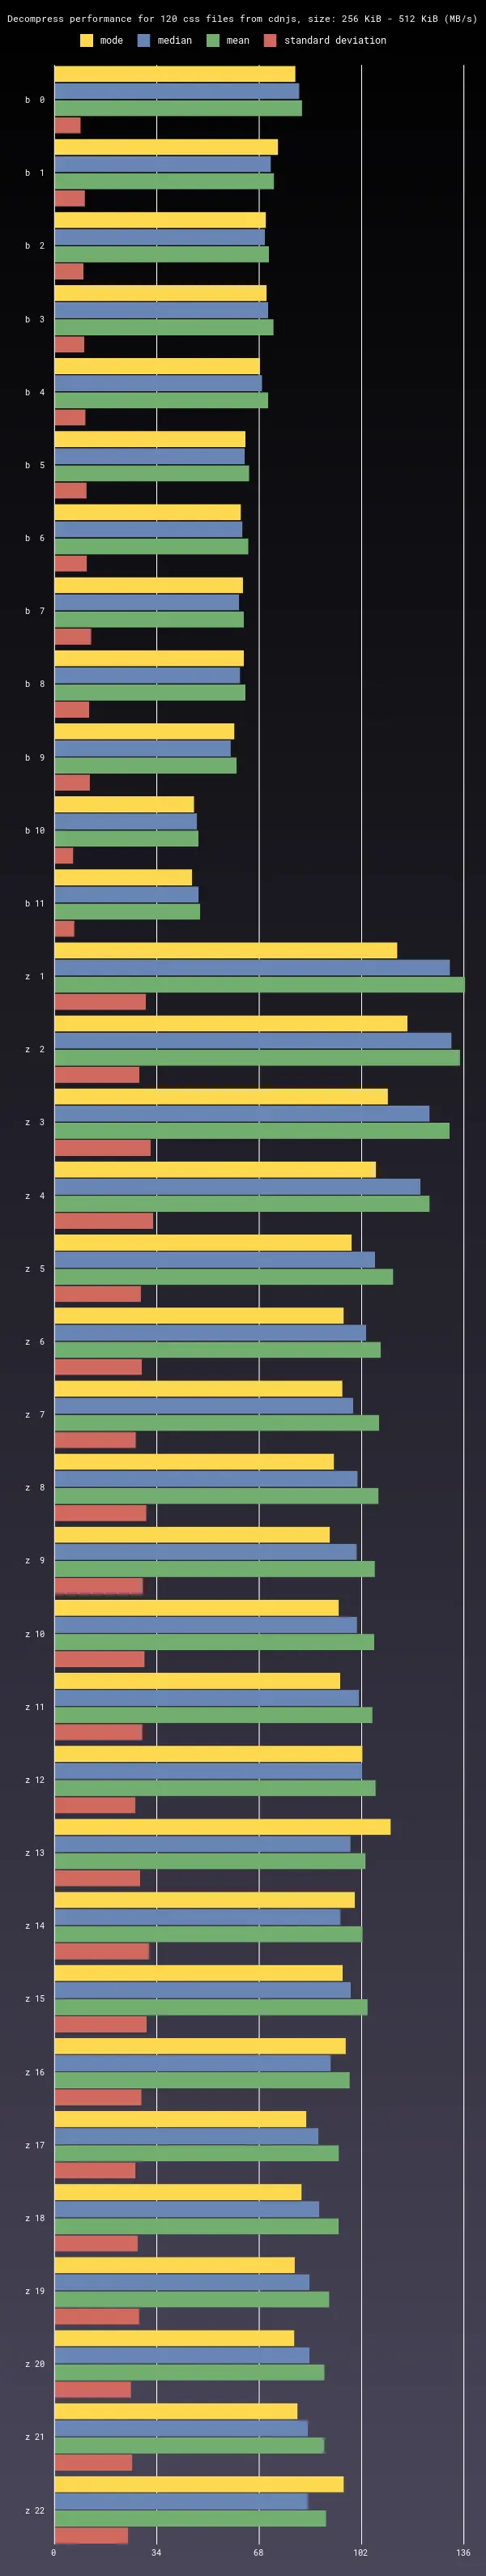 Decompress performance for 120 css files from cdnjs, size: 256 KiB - 512 KiB (MB/s)
mode median mean standard deviation
b 0
b 1
b 2
b 3
b 4
b 5
b 6
b 7
b 8
b 9
b 10
b 11
z 1
z 2
z 3
z 4
z 5
z 6
z 7
z 8
z 9
z 10
z 11
z 12
z 13
z 14
z 15
z 16
z 17
z 18
z 19
z 20
z 21
z 22
0 34 68 102 136